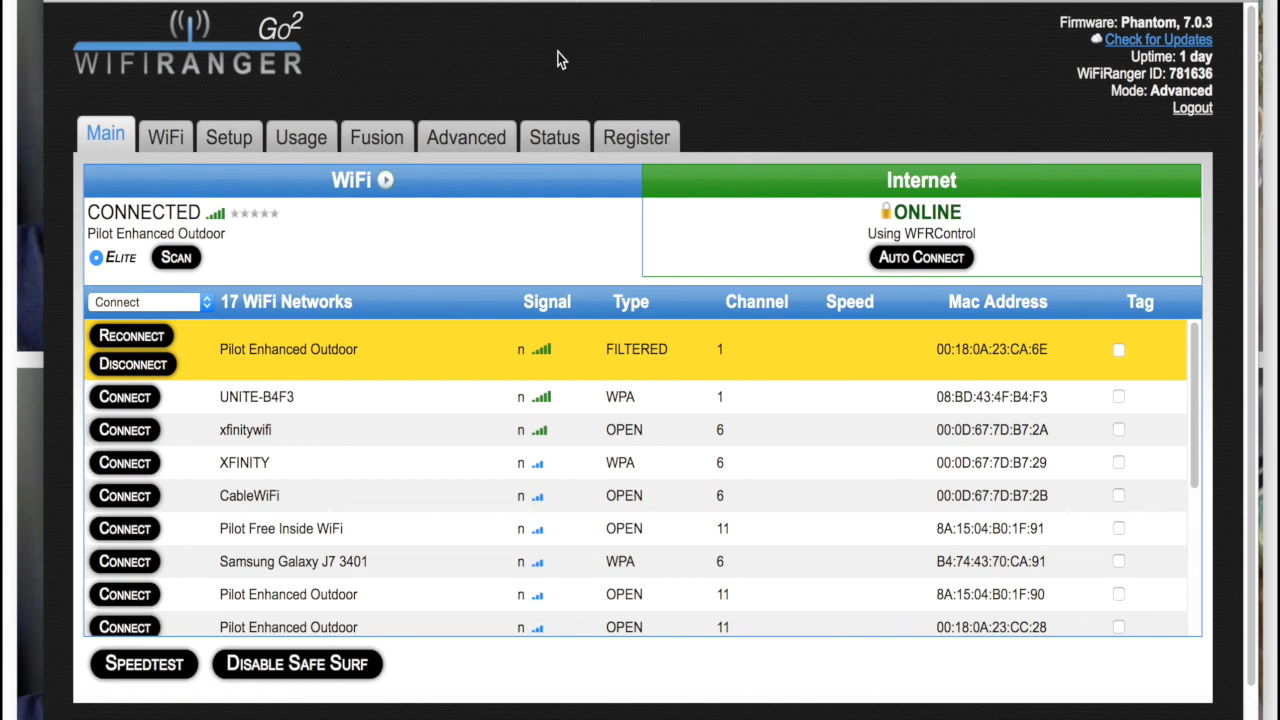 Go2
WIFIRANGER
Firmware: Phantom, 7.0.3
Check for Updates
Uptime: 1 day
WiFiRanger ID: 781636
Mode: Advanced
Logout
Main WiFi Setup Usage Fusion Advanced Status Register
WiFi Internet
CONNECTED
Pilot Enhanced Outdoor
ELITE SCAN
ONLINE
Using WFRControl
AUTO CONNECT
Connect 17 WiFi Networks Signal Type Channel Speed Mac Address Tag
RECONNECT
DISCONNECT
Pilot Enhanced Outdoor n FILTERED 1 00:18:0A:23:CA:6E
CONNECT UNITE-B4F3 n WPA 1 08:BD:43:4F:B4:F3
CONNECT xfinitywifi n OPEN 6 00:0D:67:7D:B7:2A
CONNECT XFINITY n WPA 6 00:0D:67:7D:B7:29
CONNECT CableWiFi n OPEN 6 00:0D:67:7D:B7:2B
CONNECT Pilot Free Inside WiFi n OPEN 11 8A:15:04:B0:1F:91
CONNECT Samsung Galaxy J7 3401 n WPA 6 B4:74:43:70:CA:91
CONNECT Pilot Enhanced Outdoor n OPEN 11 8A:15:04:B0:1F:90
CONNECT Pilot Enhanced Outdoor n OPEN 11 00:18:0A:23:CC:28
SPEEDTEST DISABLE SAFE SURF